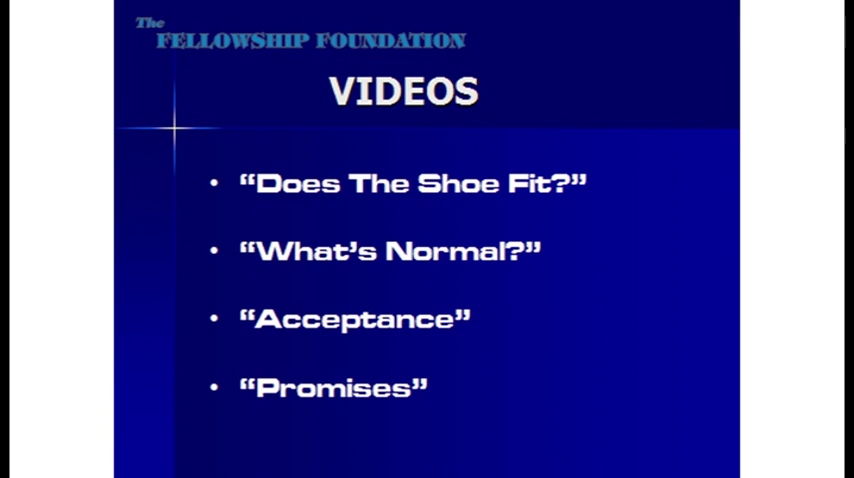 The
FELLOWSHIP FOUNDATION
VIDEOS
• “Does The Shoe Fit?”
• “What’s Normal?”
• “Acceptance”
• “Promises”